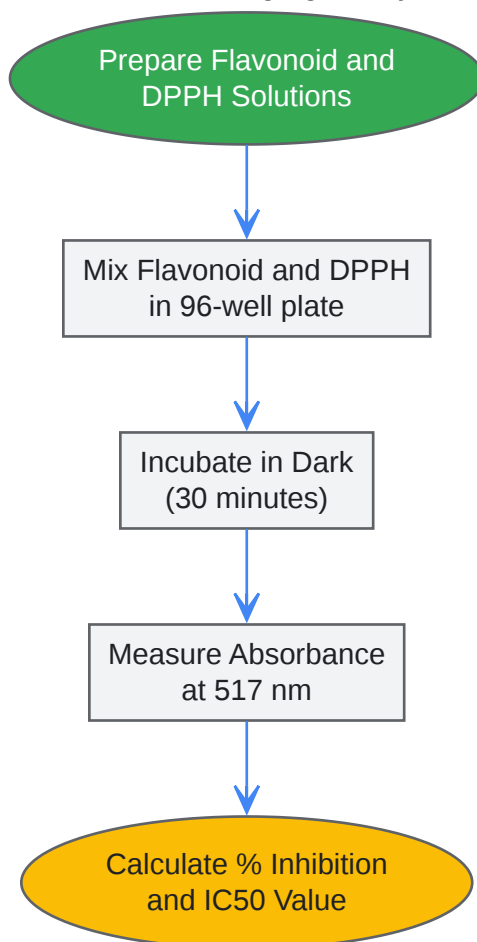 Prepare Flavonoid and
DPPH Solutions
Mix Flavonoid and DPPH
in 96-well plate
Incubate in Dark
(30 minutes)
Measure Absorbance
at 517 nm
Calculate % Inhibition
and IC50 Value